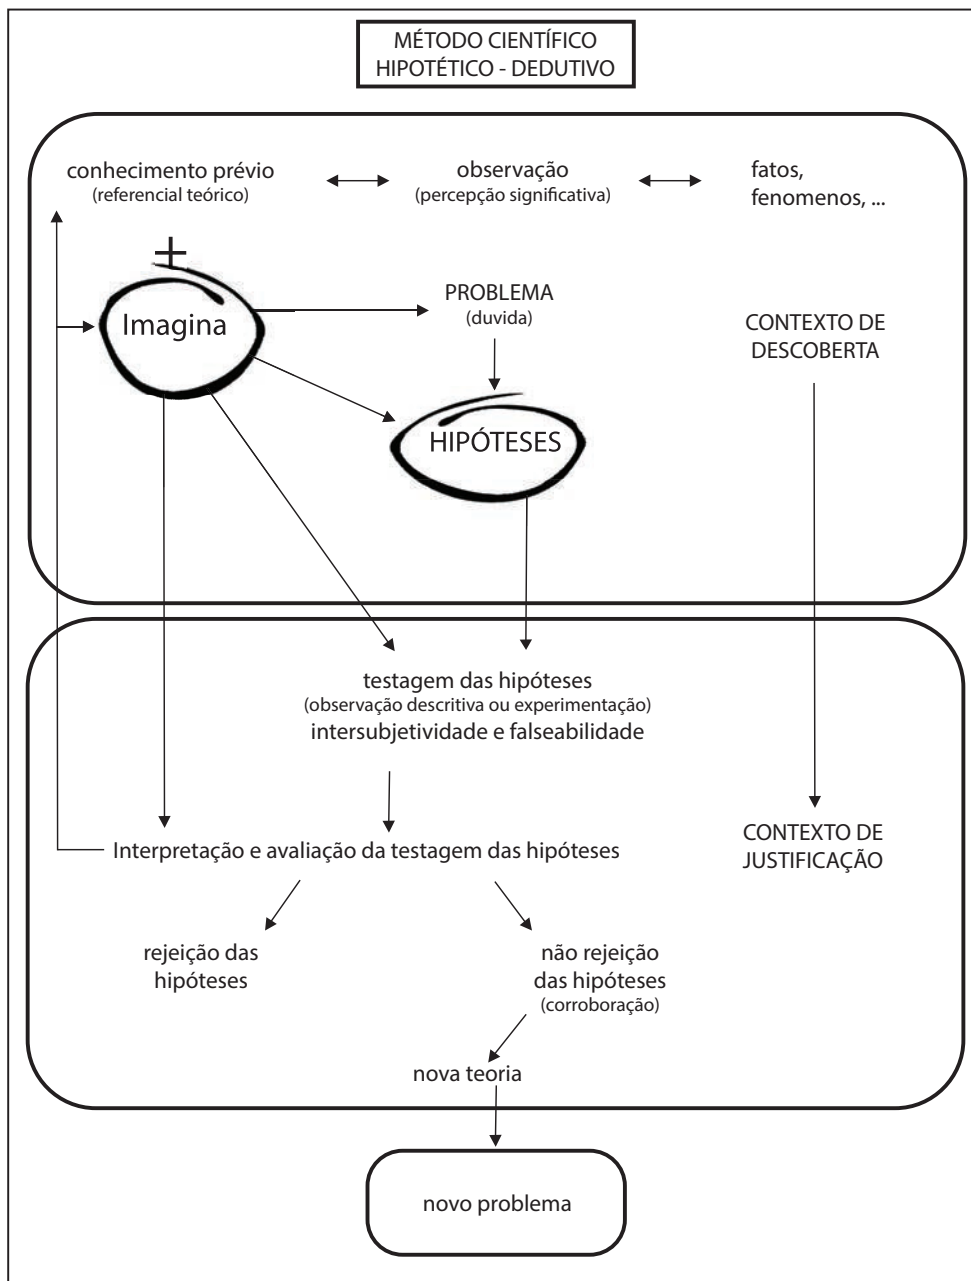 MÉTODO CIENTÍFICO
HIPOTÉTICO - DEDUTIVO
conhecimento prévio
(referencial teórico)
observação
(percepção significativa)
fatos,
fenomenos, ...
+
Imagina
PROBLEMA
(duvida)
CONTEXTO DE
DESCOBERTA
HIPÓTESES
testagem das hipóteses
(observação descritiva ou experimentação)
intersubjetividade e falseabilidade
Interpretação e avaliação da testagem das hipóteses
CONTEXTO DE
JUSTIFICAÇÃO
rejeição das
hipóteses
não rejeição
das hipóteses
(corroboração)
nova teoria
novo problema